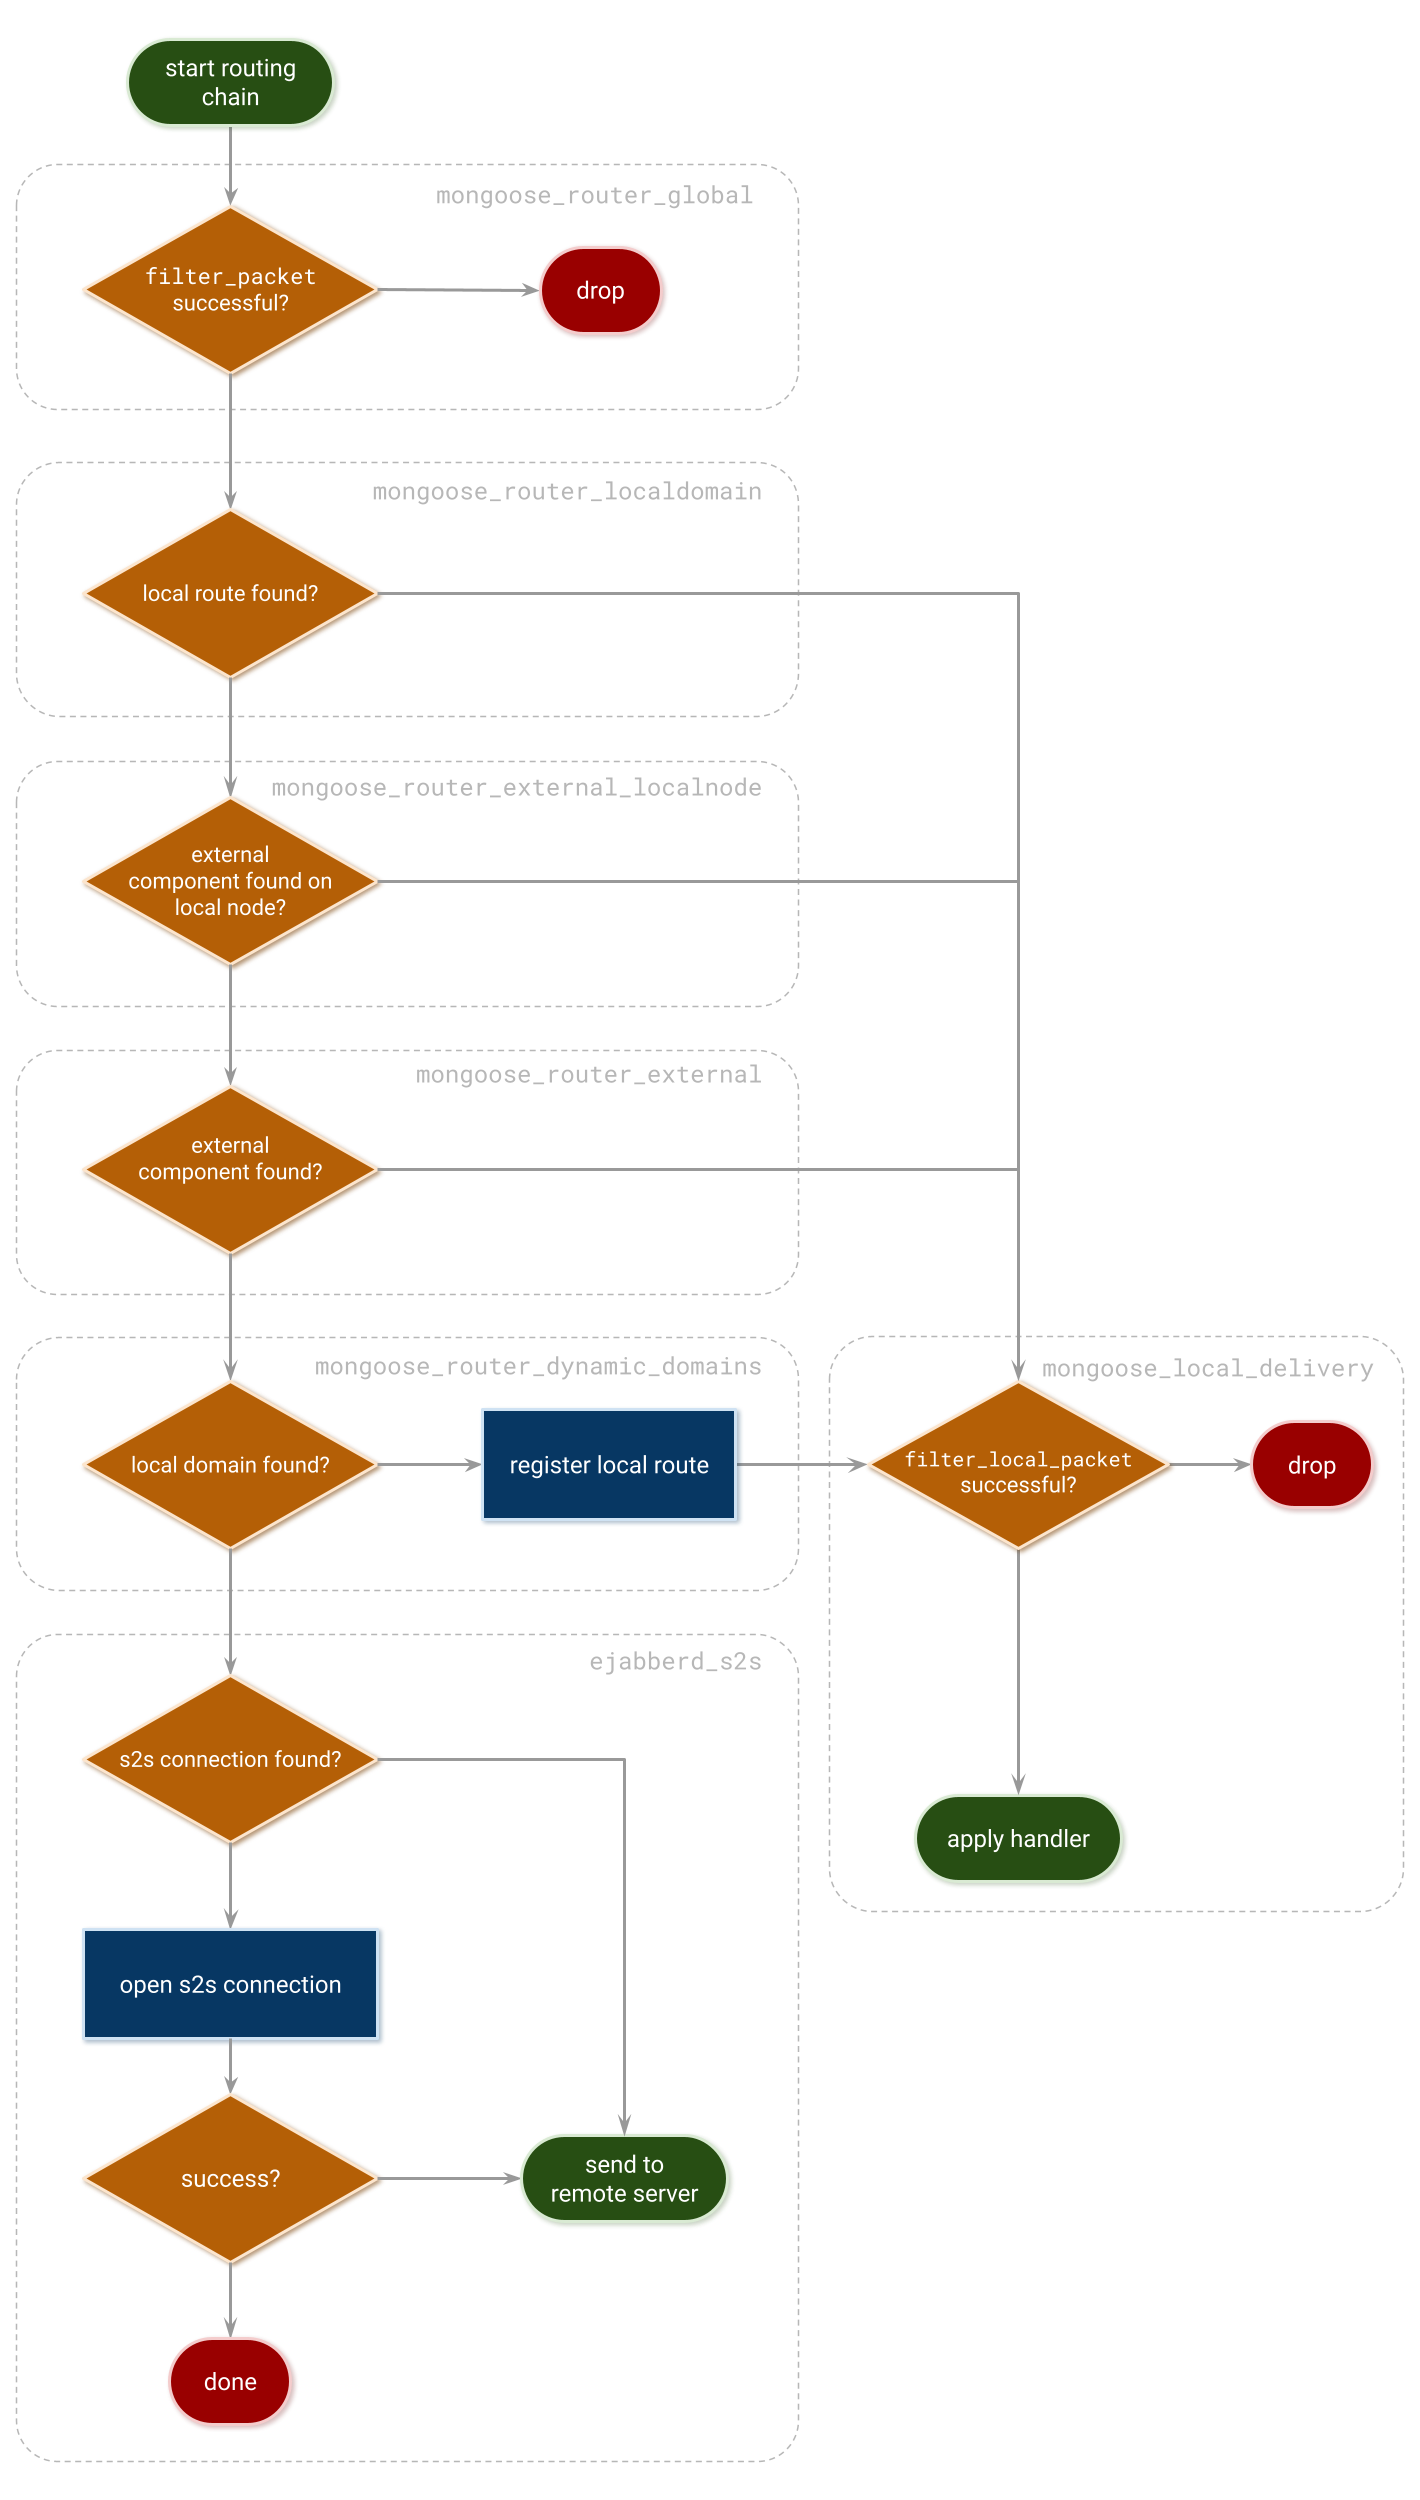 start routing
chain
mongoose_router_global
filter_packet
successful?
drop
mongoose_router_localdomain
local route found?
mongoose_router_external_localnode
external
component found on
local node?
mongoose_router_external
external
component found?
mongoose_router_dynamic_domains
local domain found?
register local route
mongoose_local_delivery
filter_local_packet
successful?
drop
apply handler
ejabberd_s2s
s2s connection found?
open s2s connection
success?
send to
remote server
done